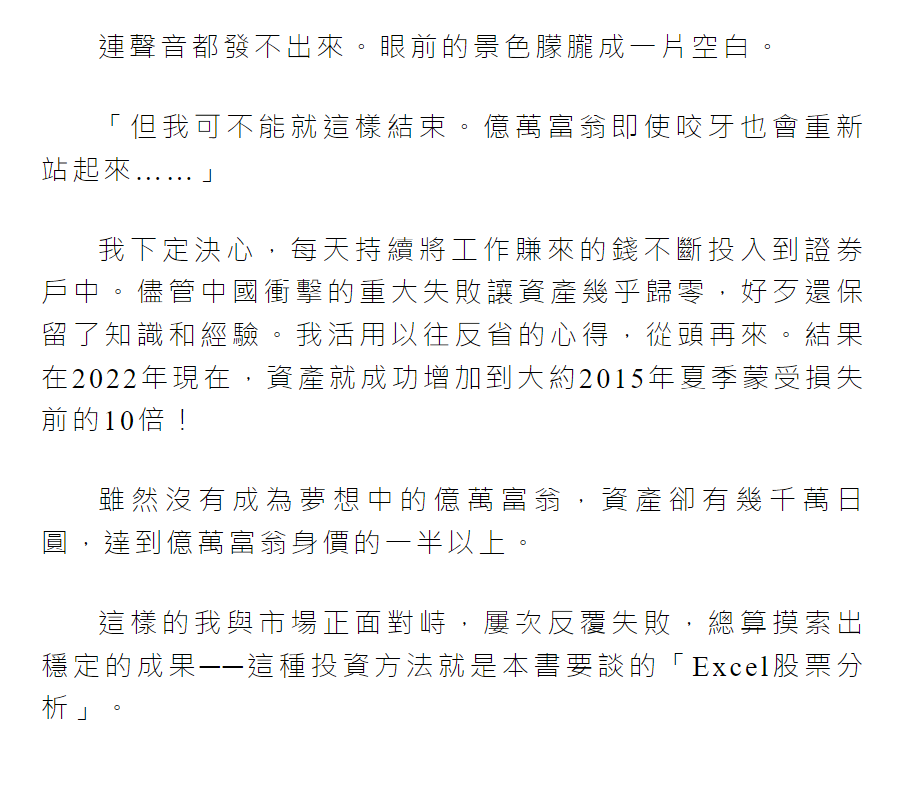 連聲音都發不出來。眼前的景色朦朧成一片空白。
「但我可不能就這樣結束。億萬富翁即使咬牙也會重新
站起來……」
我下定決心，每天持續將工作賺來的錢不斷投入到證券
戶中。儘管中國衝擊的重大失敗讓資產幾乎歸零，好歹還保
留了知識和經驗。我活用以往反省的心得，從頭再來。結果
在2022年現在，資產就成功增加到大約2015年夏季蒙受損失
前的10倍！
雖然沒有成為夢想中的億萬富翁，資產卻有幾千萬日
圓，達到億萬富翁身價的一半以上。
這樣的我與市場正面對峙，屢次反覆失敗，總算摸索出
穩定的成果——這種投資方法就是本書要談的「Excel股票分
析」。